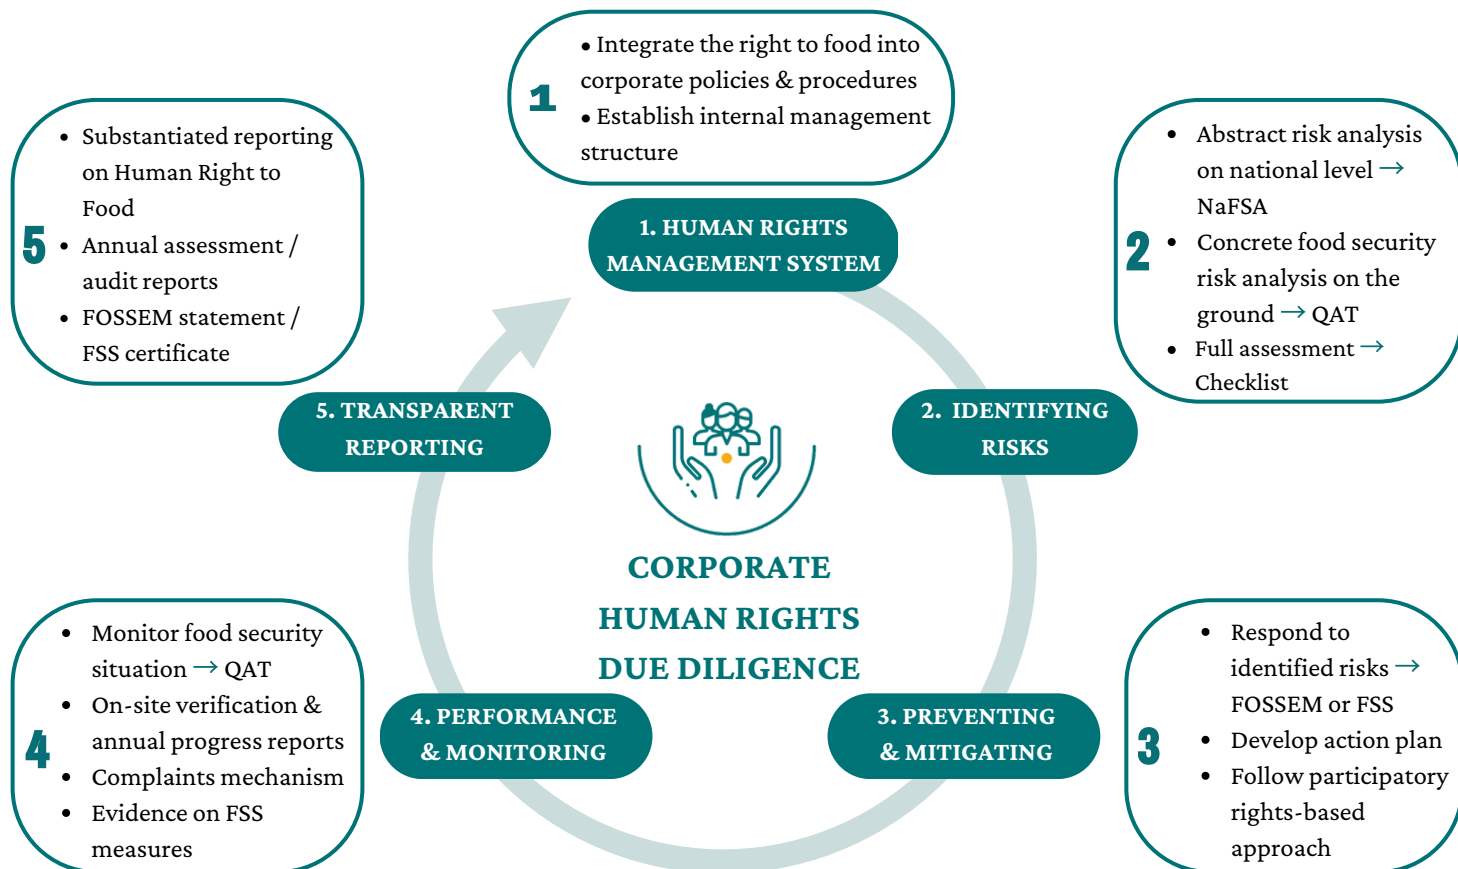 1
• Integrate the right to food into
corporate policies & procedures
• Establish internal management
structure
1. HUMAN RIGHTS
MANAGEMENT SYSTEM
2
• Abstract risk analysis
on national level →
NaFSA
• Concrete food security
risk analysis on the
ground → QAT
• Full assessment →
Checklist
2. IDENTIFYING
RISKS
3
• Respond to
identified risks →
FOSSEM or FSS
• Develop action plan
• Follow participatory
rights-based
approach
3. PREVENTING
& MITIGATING
4
• Monitor food security
situation → QAT
• On-site verification &
annual progress reports
• Complaints mechanism
• Evidence on FSS
measures
4. PERFORMANCE
& MONITORING
5
• Substantiated reporting
on Human Right to
Food
• Annual assessment /
audit reports
• FOSSEM statement /
FSS certificate
5. TRANSPARENT
REPORTING
CORPORATE
HUMAN RIGHTS
DUE DILIGENCE